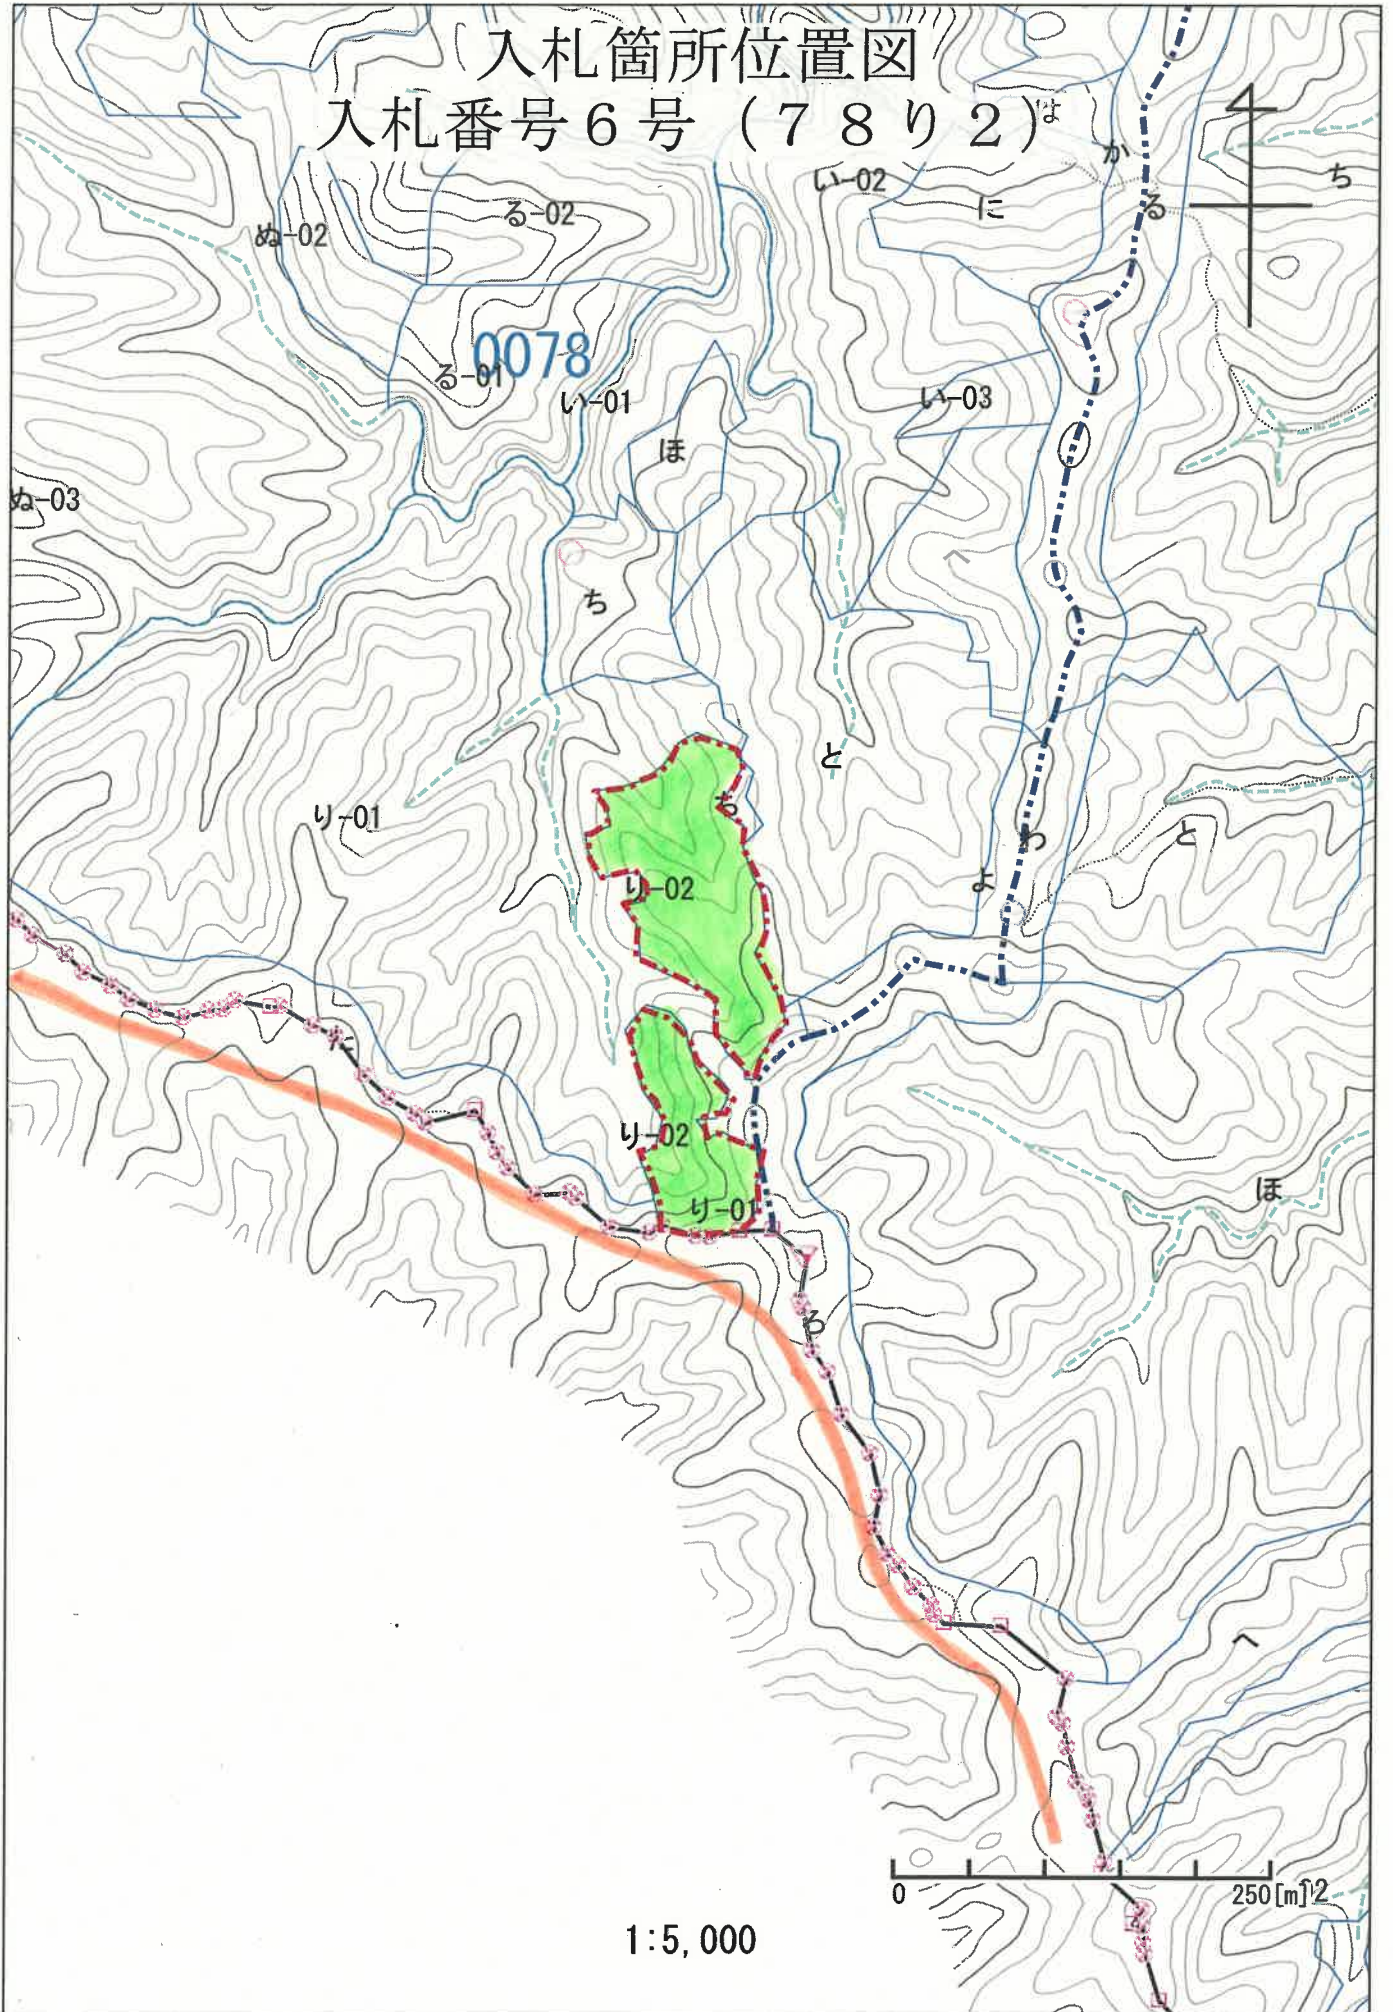 入札箇所位置図
入札番号６号（７８り２）
よ
か
ち
い-02
に
る
る-02
ぬ-02
0078
る-01
い-01
い-03
ほ
ぬ-03
へ
ち
と
ち
り-01
わ
と
よ
り-02
た
り-02
ほ
り-01
ろ
へ
0
250[m]
1:5,000